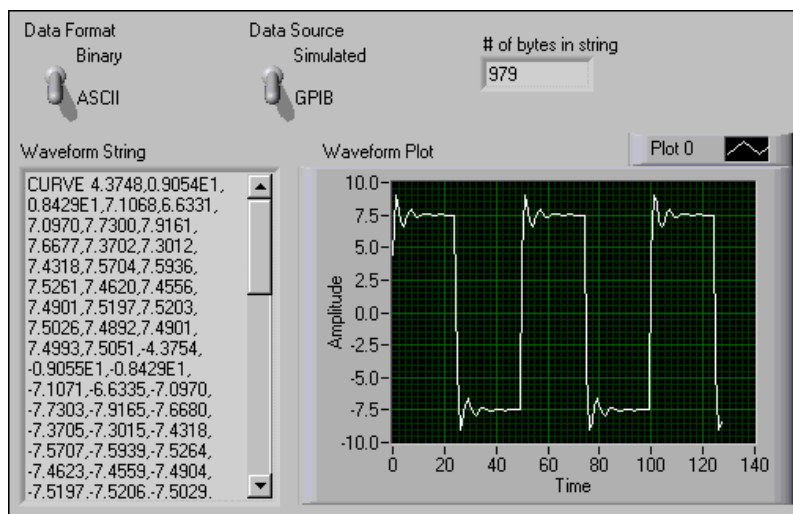 Data Format
Binary
ASCII
Data Source
Simulated
GPIB
# of bytes in string
979
Waveform String
CURVE 4.3748,0.9054E1,
0.8429E1,7.1068,6.6331,
7.0970,7.7300,7.9161,
7.6677,7.3702,7.3012,
7.4318,7.5704,7.5936,
7.5261,7.4620,7.4556,
7.4901,7.5197,7.5203,
7.5026,7.4892,7.4901,
7.4993,7.5051,-4.3754,
-0.9055E1,-0.8429E1,
-7.1071,-6.6335,-7.0970,
-7.7303,-7.9165,-7.6680,
-7.3705,-7.3015,-7.4318,
-7.5707,-7.5939,-7.5264,
-7.4623,-7.4559,-7.4904,
-7.5197,-7.5206,-7.5029,
Waveform Plot
Plot 0
10.0
7.5
5.0
2.5
0.0
-2.5
-5.0
-7.5
-10.0
Amplitude
0 20 40 60 80 100 120 140
Time